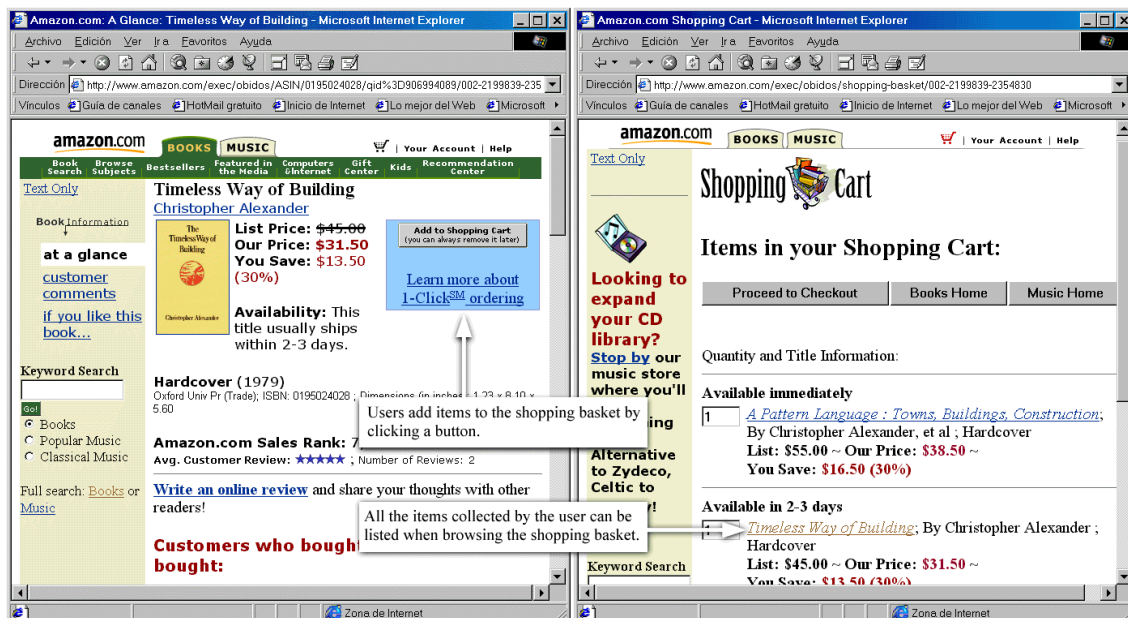 Amazon.com: A Glance: Timeless Way of Building - Microsoft Internet Explorer
Archivo Edición Ver Ir a Favoritos Ayuda
Dirección http://www.amazon.com/exec/obidos/ASIN/0195024028/qid%3D906994089/002-2199839-235
Vínculos Guía de canales HotMail gratuito Inicio de Internet Lo mejor del Web Microsoft
amazon.com BOOKS MUSIC | Your Account | Help
Book Search Browse Subjects Bestsellers Featured in the Media Computers &Internet Gift Center Kids Recommendation Center
Text Only
Book Information
at a glance
customer
comments
if you like this
book...
Keyword Search
Go!
Books
Popular Music
Classical Music
Full search: Books or
Music
Timeless Way of Building
Christopher Alexander
The
Timeless Way of
Building
Christopher Alexander
List Price: $45.00
Our Price: $31.50
You Save: $13.50
(30%)
Availability: This
title usually ships
within 2-3 days.
Add to Shopping Cart
(you can always remove it later)
Learn more about
1-ClickSM ordering
Hardcover (1979)
Oxford Univ Pr (Trade); ISBN: 0195024028 ; Dimensions (in inches): 1.23 x 8.10 x
5.60
Amazon.com Sales Rank: 7
Avg. Customer Review: ★★★★★ ; Number of Reviews: 2
Write an online review and share your thoughts with other
readers!
Customers who bought
bought:
Zona de Internet
Users add items to the shopping basket by
clicking a button.
All the items collected by the user can be
listed when browsing the shopping basket.
Amazon.com Shopping Cart - Microsoft Internet Explorer
Archivo Edición Ver Ir a Favoritos Ayuda
Dirección http://www.amazon.com/exec/obidos/shopping-basket/002-2199839-2354830
Vínculos Guía de canales HotMail gratuito Inicio de Internet Lo mejor del Web Microsoft
amazon.com BOOKS MUSIC | Your Account | Help
Text Only
Looking to
expand
your CD
library?
Stop by our
music store
where you'll
Alternative
to Zydeco,
Celtic to
Keyword Search
Shopping Cart
Items in your Shopping Cart:
Proceed to Checkout Books Home Music Home
Quantity and Title Information:
Available immediately
1 A Pattern Language : Towns, Buildings, Construction;
By Christopher Alexander, et al ; Hardcover
List: $55.00 ~ Our Price: $38.50 ~
You Save: $16.50 (30%)
Available in 2-3 days
1 Timeless Way of Building; By Christopher Alexander ;
Hardcover
List: $45.00 ~ Our Price: $31.50 ~
You Save: $13.50 (30%)
Zona de Internet